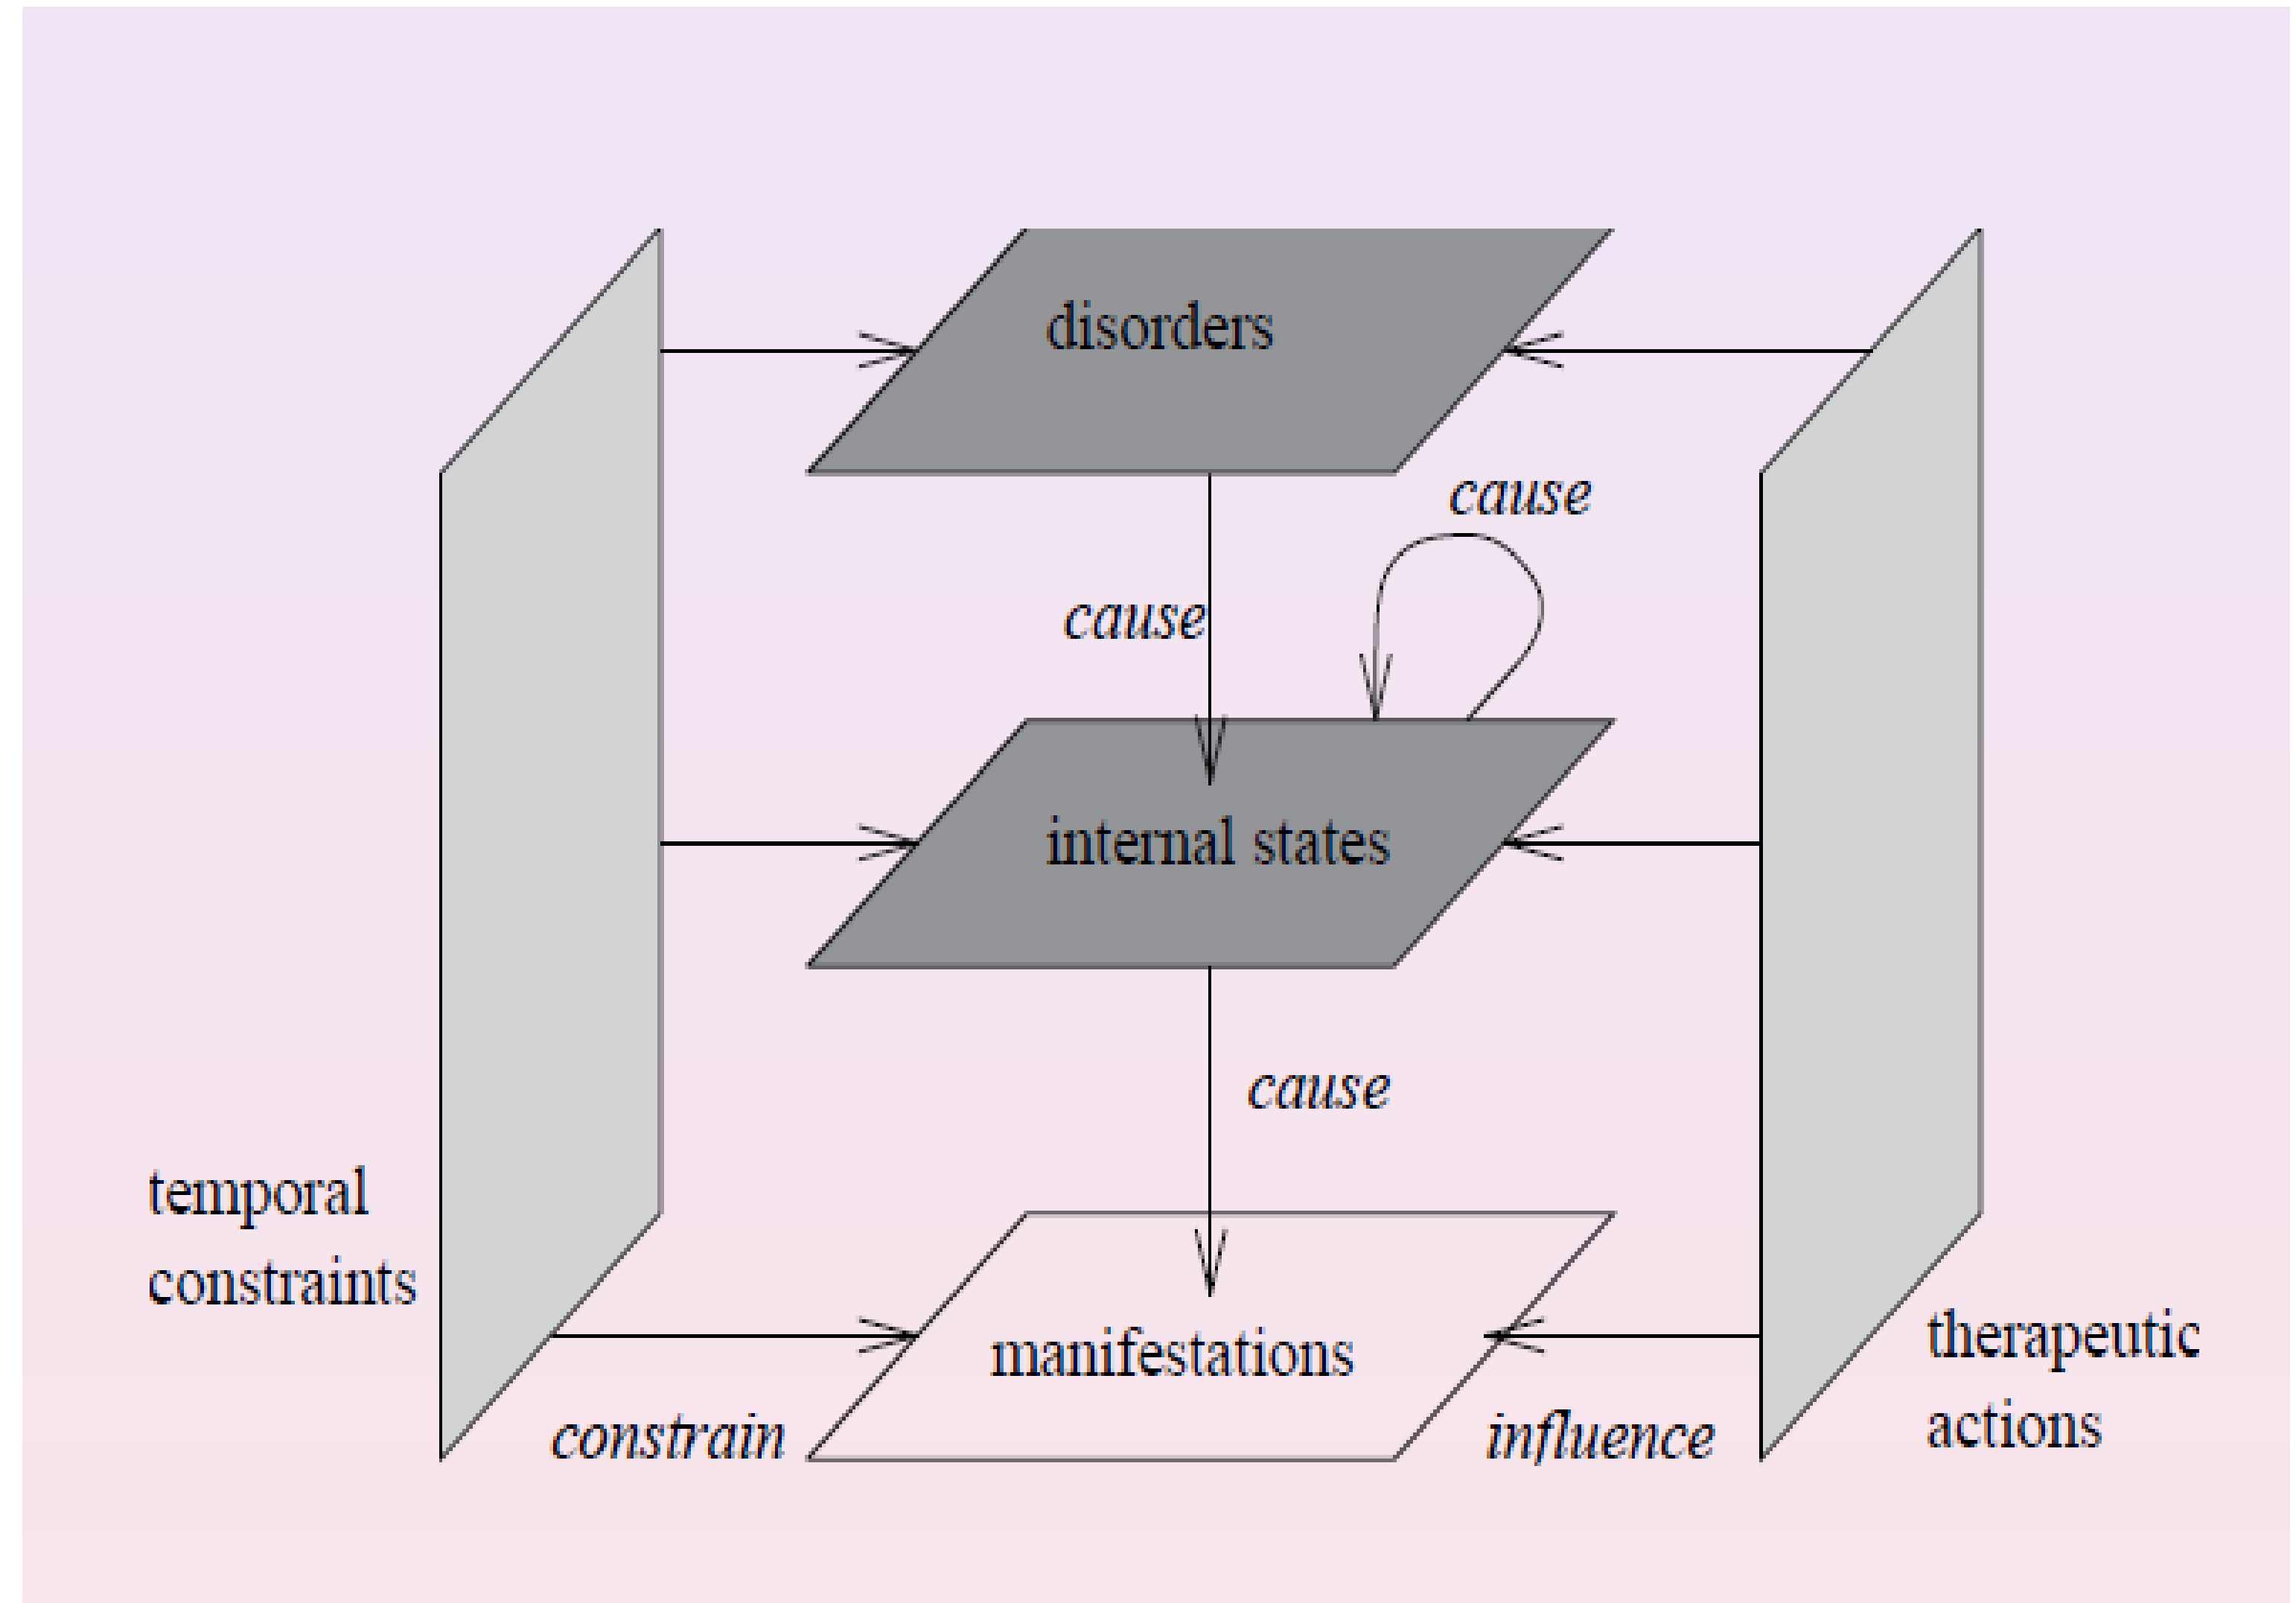 disorders
cause
cause
internal states
cause
temporal
constraints
manifestations
therapeutic
actions
constrain
influence